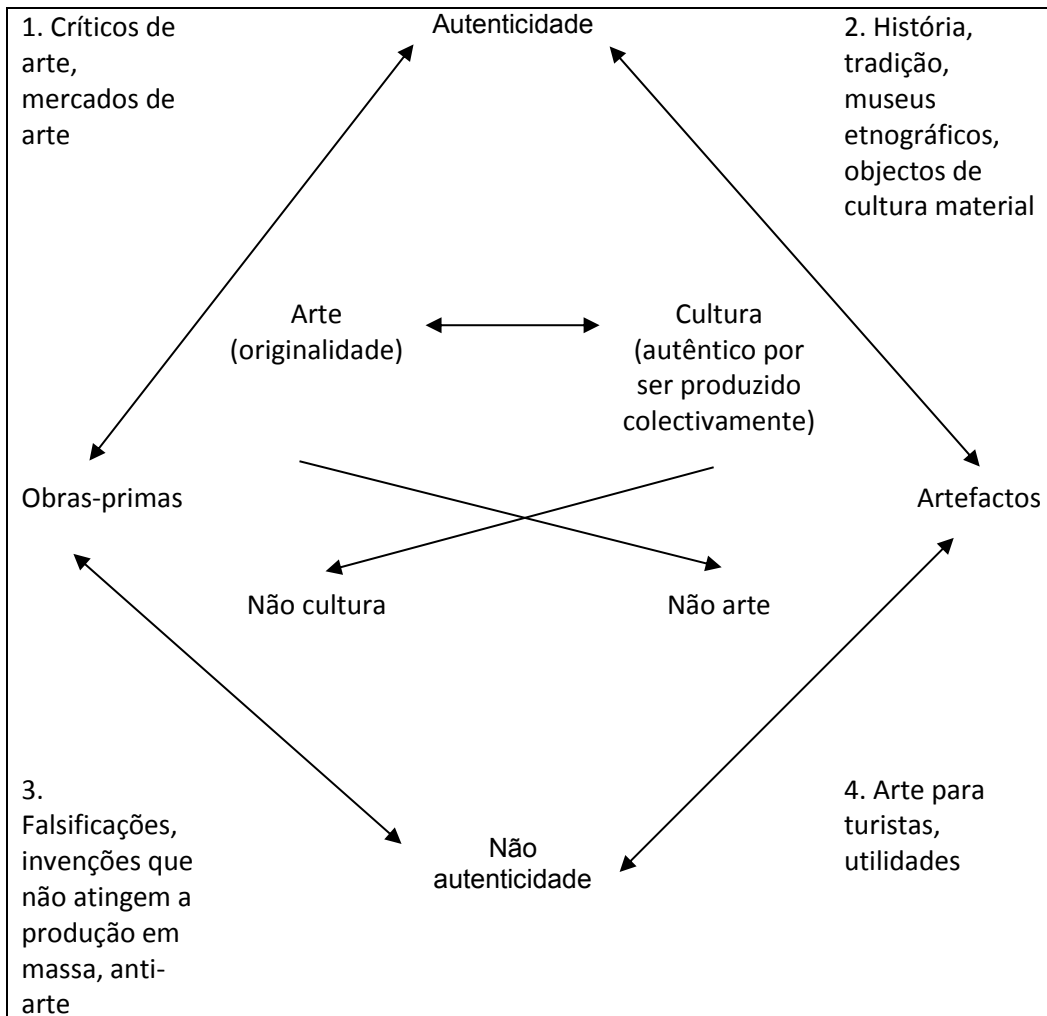 1. Críticos de
arte,
mercados de
arte
Autenticidade
2. História,
tradição,
museus
etnográficos,
objectos de
cultura material
Arte
(originalidade)
Cultura
(autêntico por
ser produzido
colectivamente)
Obras-primas
Artefactos
Não cultura
Não arte
3.
Falsificações,
invenções que
não atingem a
produção em
massa, anti-
arte
Não
autenticidade
4. Arte para
turistas,
utilidades